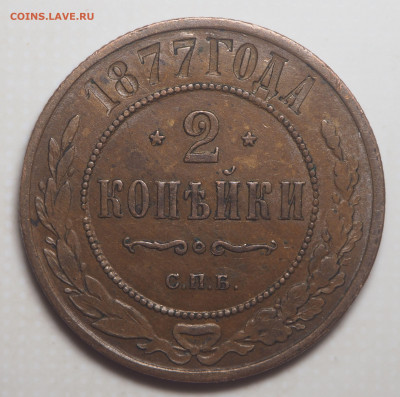 COINS.LAVE.RU
1877 ГОДА
2
КОПѢЙКИ
С.П.Б.